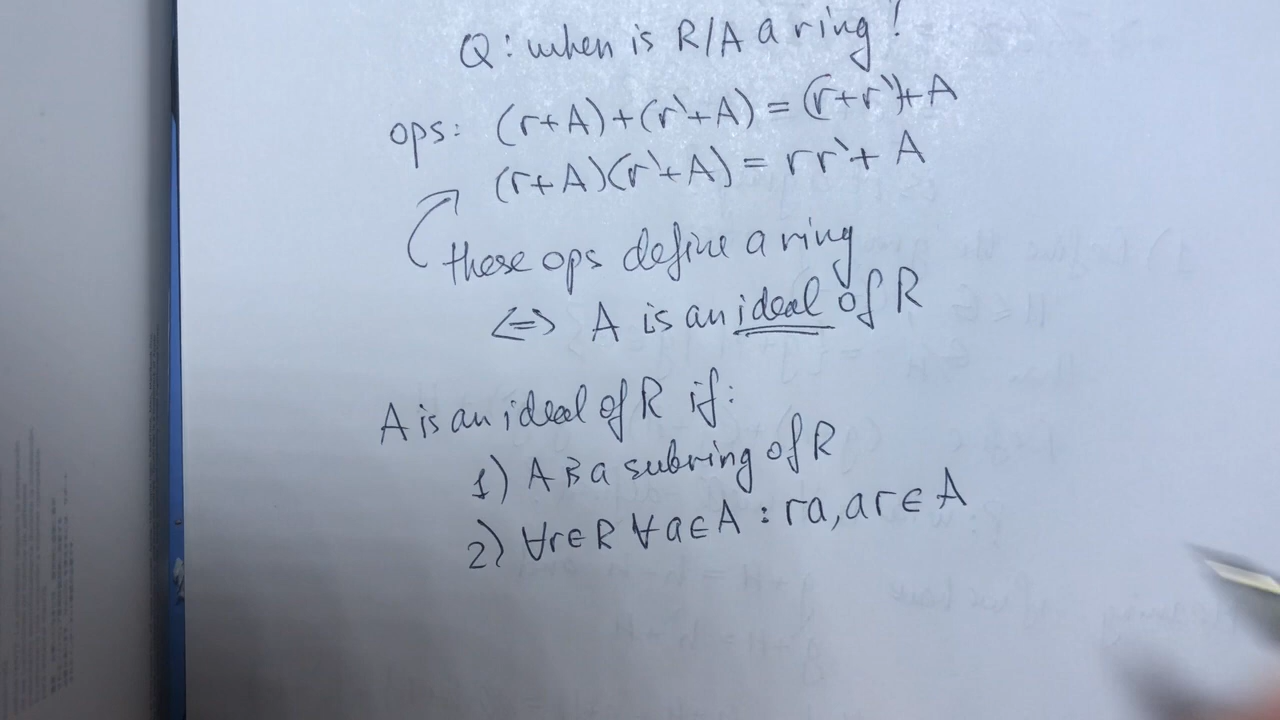 Q: when is R/A a ring?
ops: (r+A)+(r'+A) = (r+r')+A
(r+A)(r'+A) = rr'+ A
these ops define a ring
<=> A is an ideal of R
A is an ideal of R if:
1) A is a subring of R
2) ∀r∈R ∀a∈A : ra, ar ∈ A